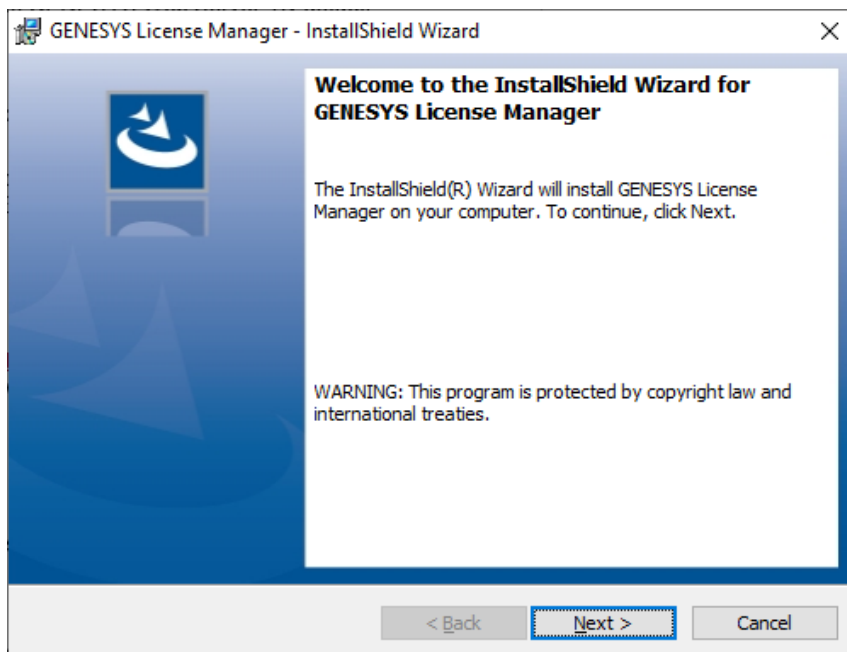 GENESYS License Manager - InstallShield Wizard
Welcome to the InstallShield Wizard for
GENESYS License Manager
The InstallShield(R) Wizard will install GENESYS License
Manager on your computer. To continue, click Next.
WARNING: This program is protected by copyright law and
international treaties.
< Back
Next >
Cancel